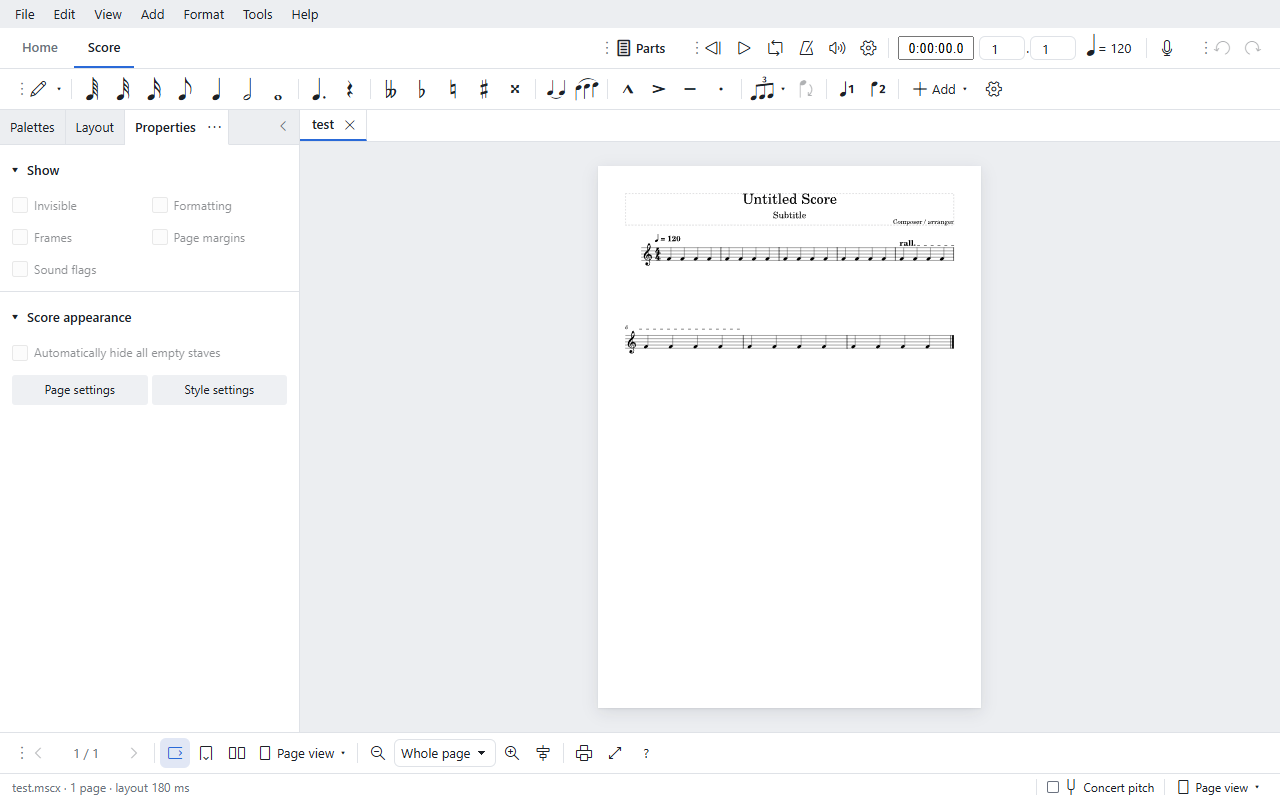 File Edit View Add Format Tools Help
Home Score Parts 0:00:00.0 1 . 1 = 120
3 1 2 Add
Palettes Layout Properties ··· test
Show
Invisible Formatting
Frames Page margins
Sound flags
Score appearance
Automatically hide all empty staves
Page settings Style settings
Untitled Score
Subtitle
Composer / arranger
= 120
rall.
6
1 / 1 Page view Whole page ?
test.mscx · 1 page · layout 180 ms Concert pitch Page view